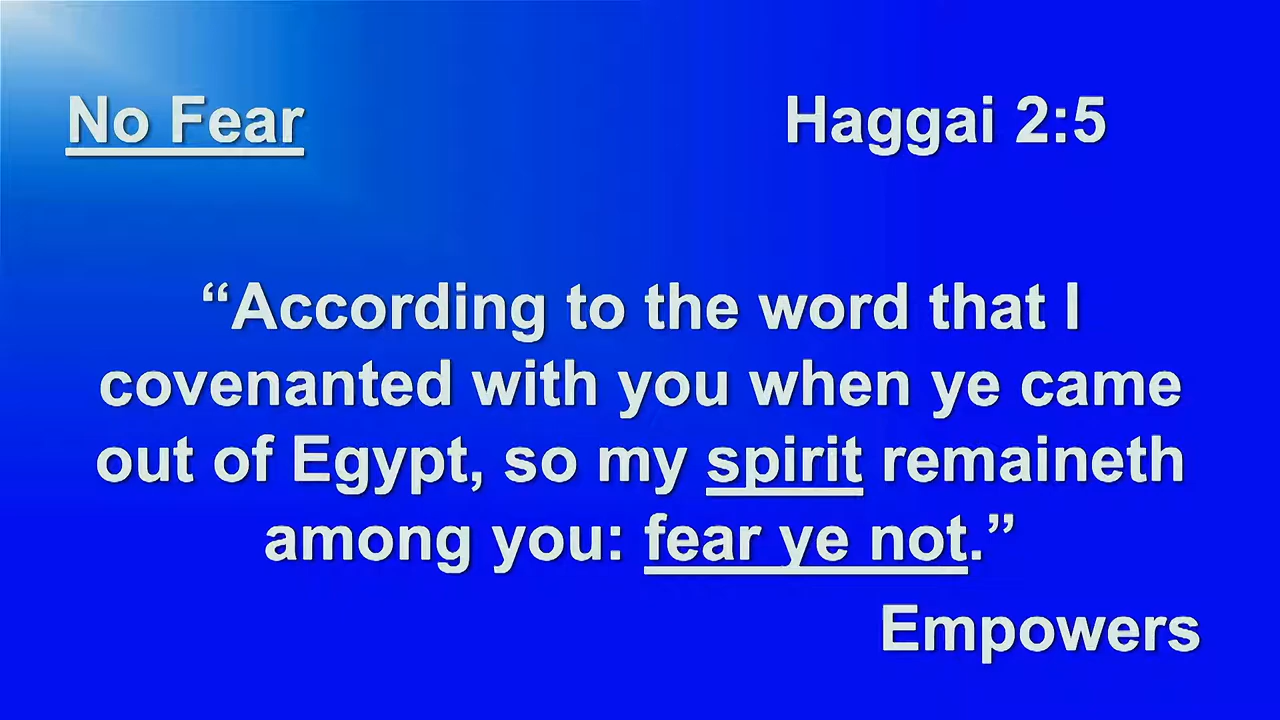 No Fear Haggai 2:5
“According to the word that I
covenanted with you when ye came
out of Egypt, so my spirit remaineth
among you: fear ye not.”
Empowers